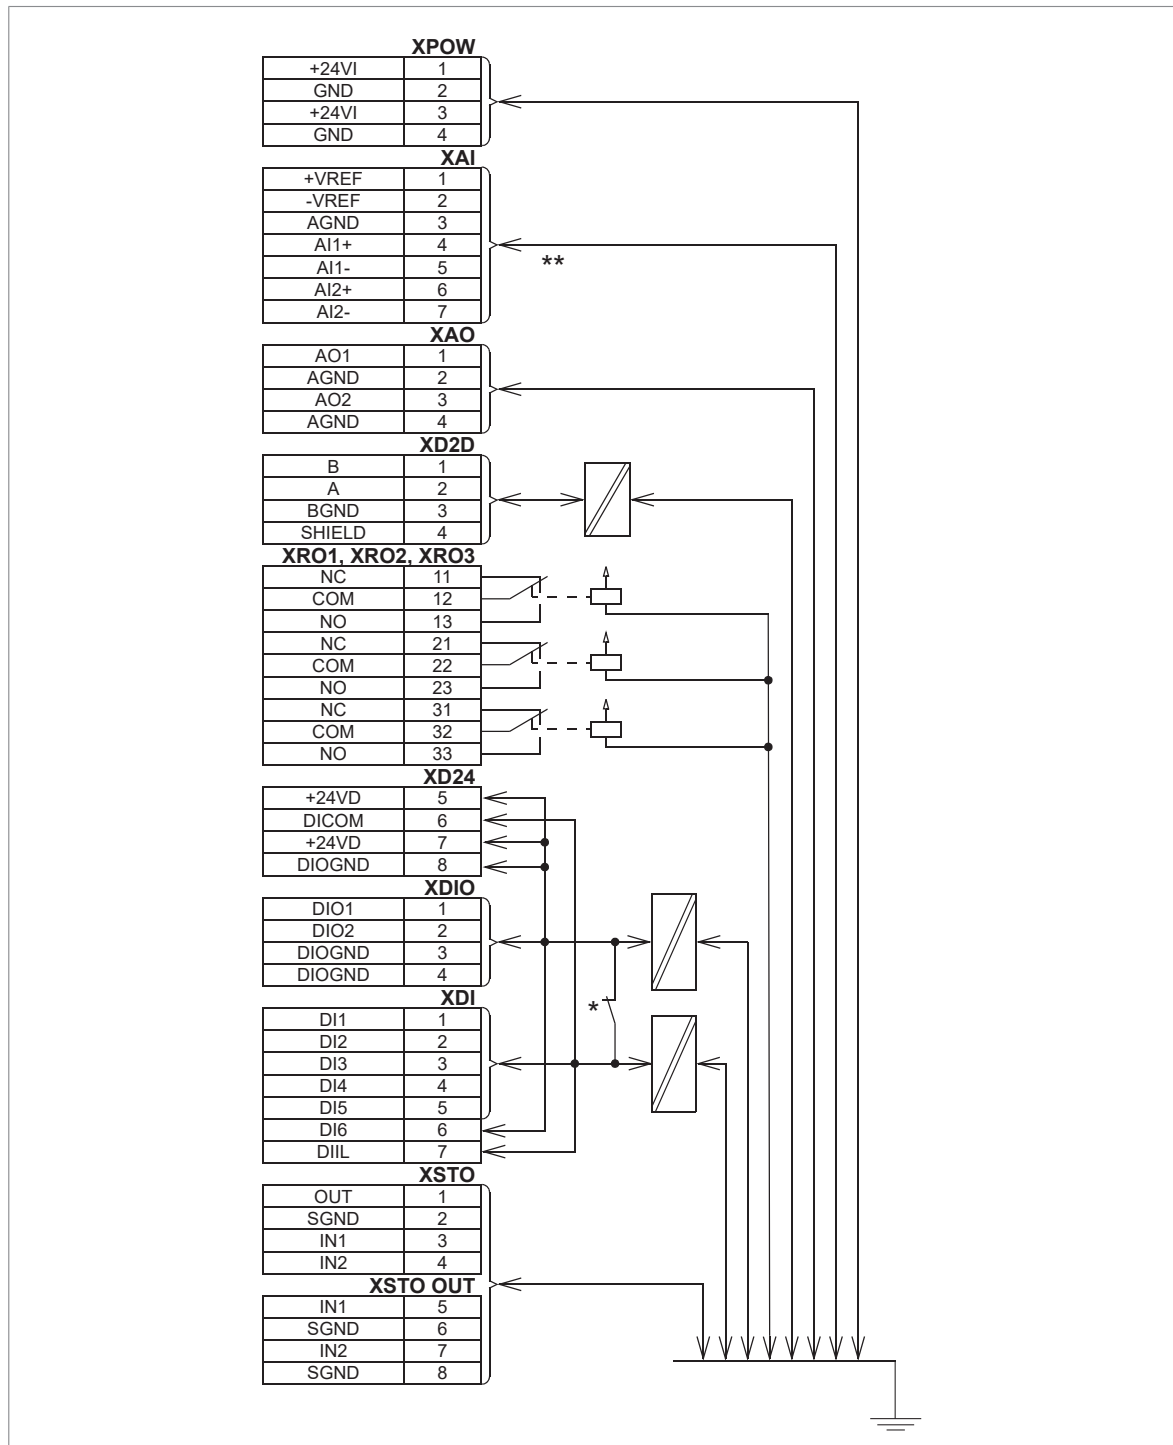 XPOW
+24VI 1
GND 2
+24VI 3
GND 4
XAI
+VREF 1
-VREF 2
AGND 3
AI1+ 4
AI1- 5
AI2+ 6
AI2- 7
**
XAO
AO1 1
AGND 2
AO2 3
AGND 4
XD2D
B 1
A 2
BGND 3
SHIELD 4
XRO1, XRO2, XRO3
NC 11
COM 12
NO 13
NC 21
COM 22
NO 23
NC 31
COM 32
NO 33
XD24
+24VD 5
DICOM 6
+24VD 7
DIOGND 8
XDIO
DIO1 1
DIO2 2
DIOGND 3
DIOGND 4
XDI
*
DI1 1
DI2 2
DI3 3
DI4 4
DI5 5
DI6 6
DIIL 7
XSTO
OUT 1
SGND 2
IN1 3
IN2 4
XSTO OUT
IN1 5
SGND 6
IN2 7
SGND 8